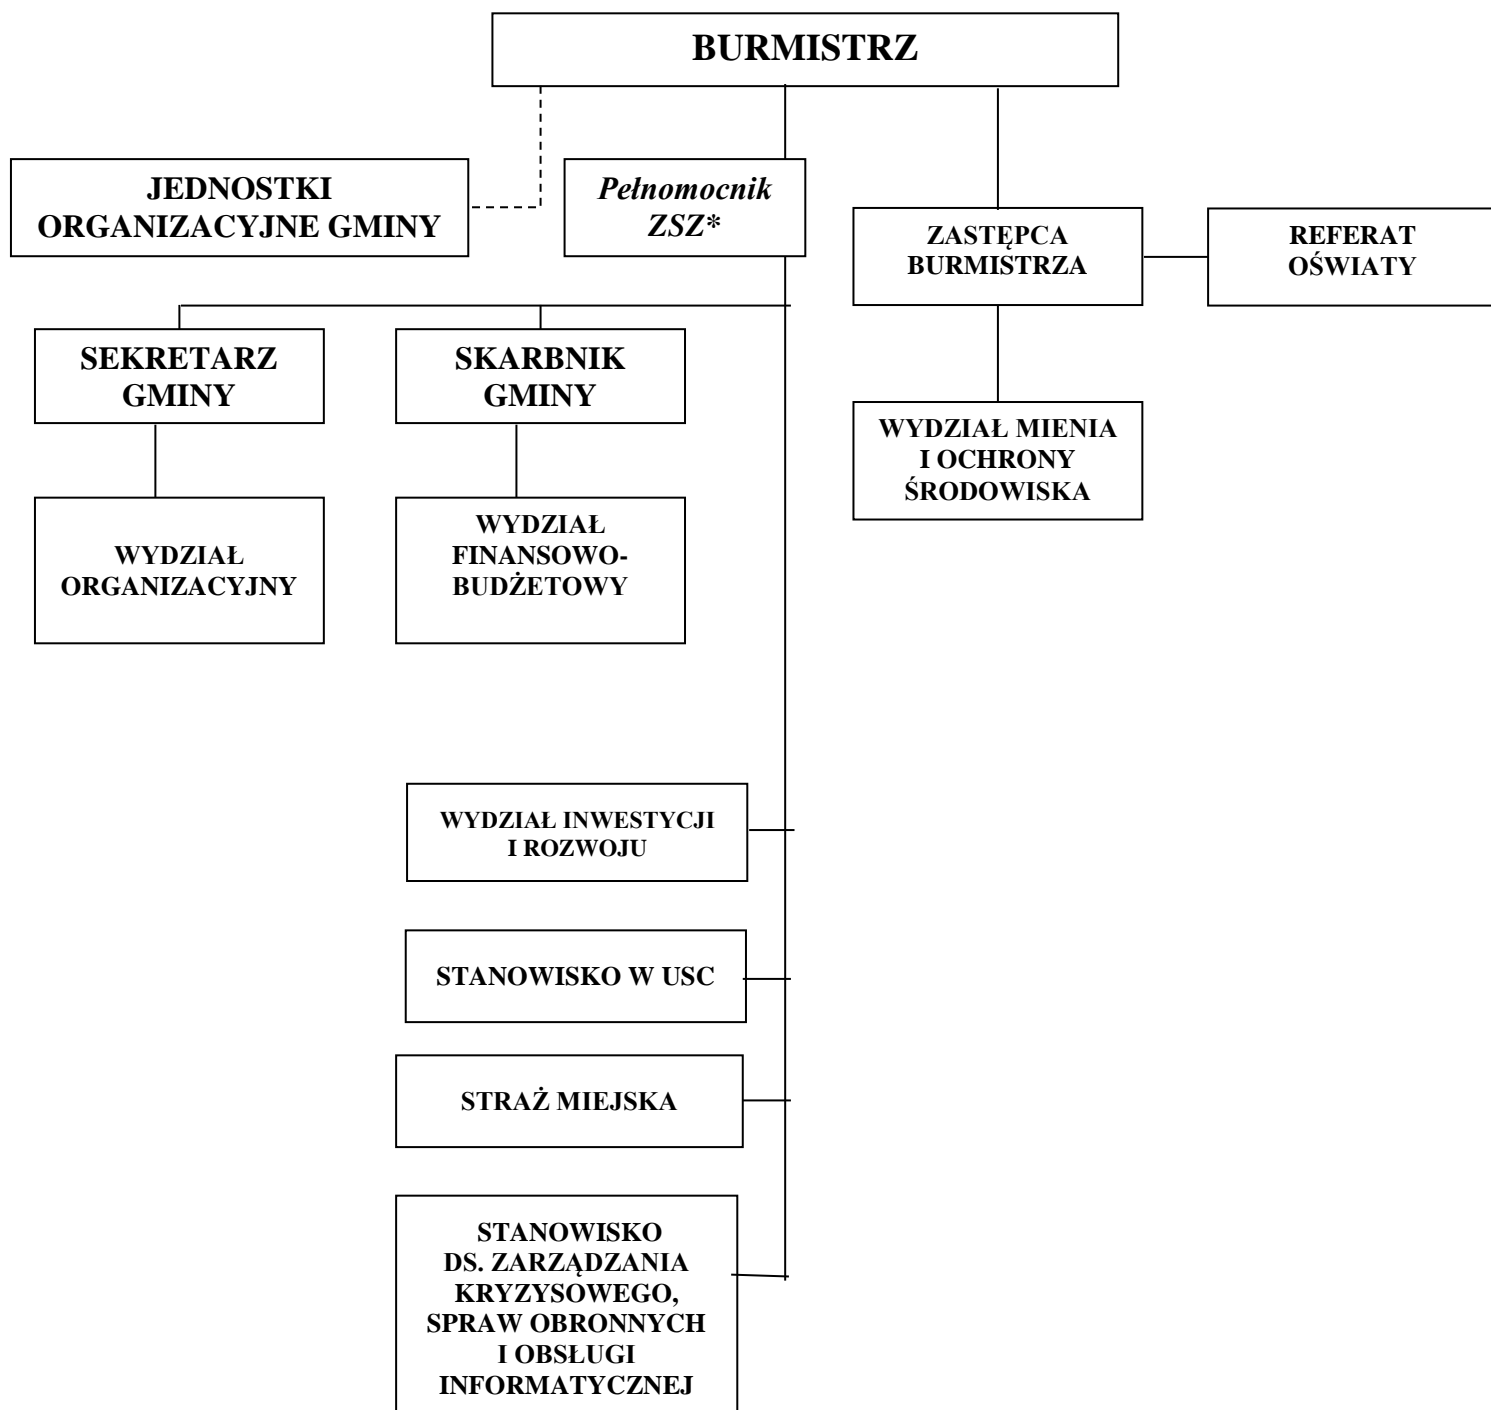 BURMISTRZ
JEDNOSTKI
ORGANIZACYJNE GMINY
Pełnomocnik
ZSZ*
ZASTĘPCA
BURMISTRZA
REFERAT
OŚWIATY
SEKRETARZ
GMINY
SKARBNIK
GMINY
WYDZIAŁ MIENIA
I OCHRONY
ŚRODOWISKA
WYDZIAŁ
ORGANIZACYJNY
WYDZIAŁ
FINANSOWO-
BUDŻETOWY
WYDZIAŁ INWESTYCJI
I ROZWOJU
STANOWISKO W USC
STRAŻ MIEJSKA
STANOWISKO
DS. ZARZĄDZANIA
KRYZYSOWEGO,
SPRAW OBRONNYCH
I OBSŁUGI
INFORMATYCZNEJ